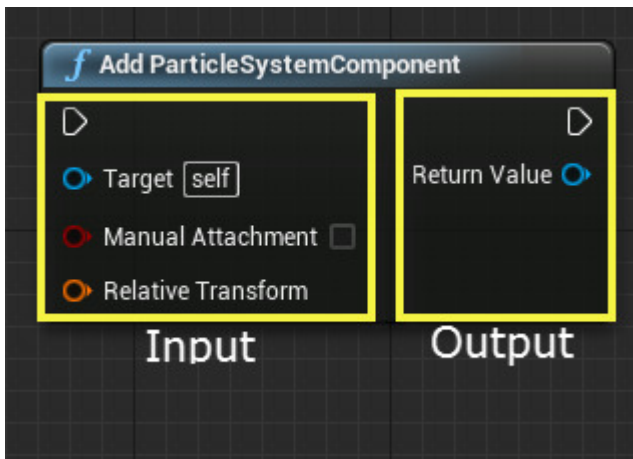 f Add ParticleSystemComponent
Target self
Return Value
Manual Attachment
Relative Transform
Input
Output